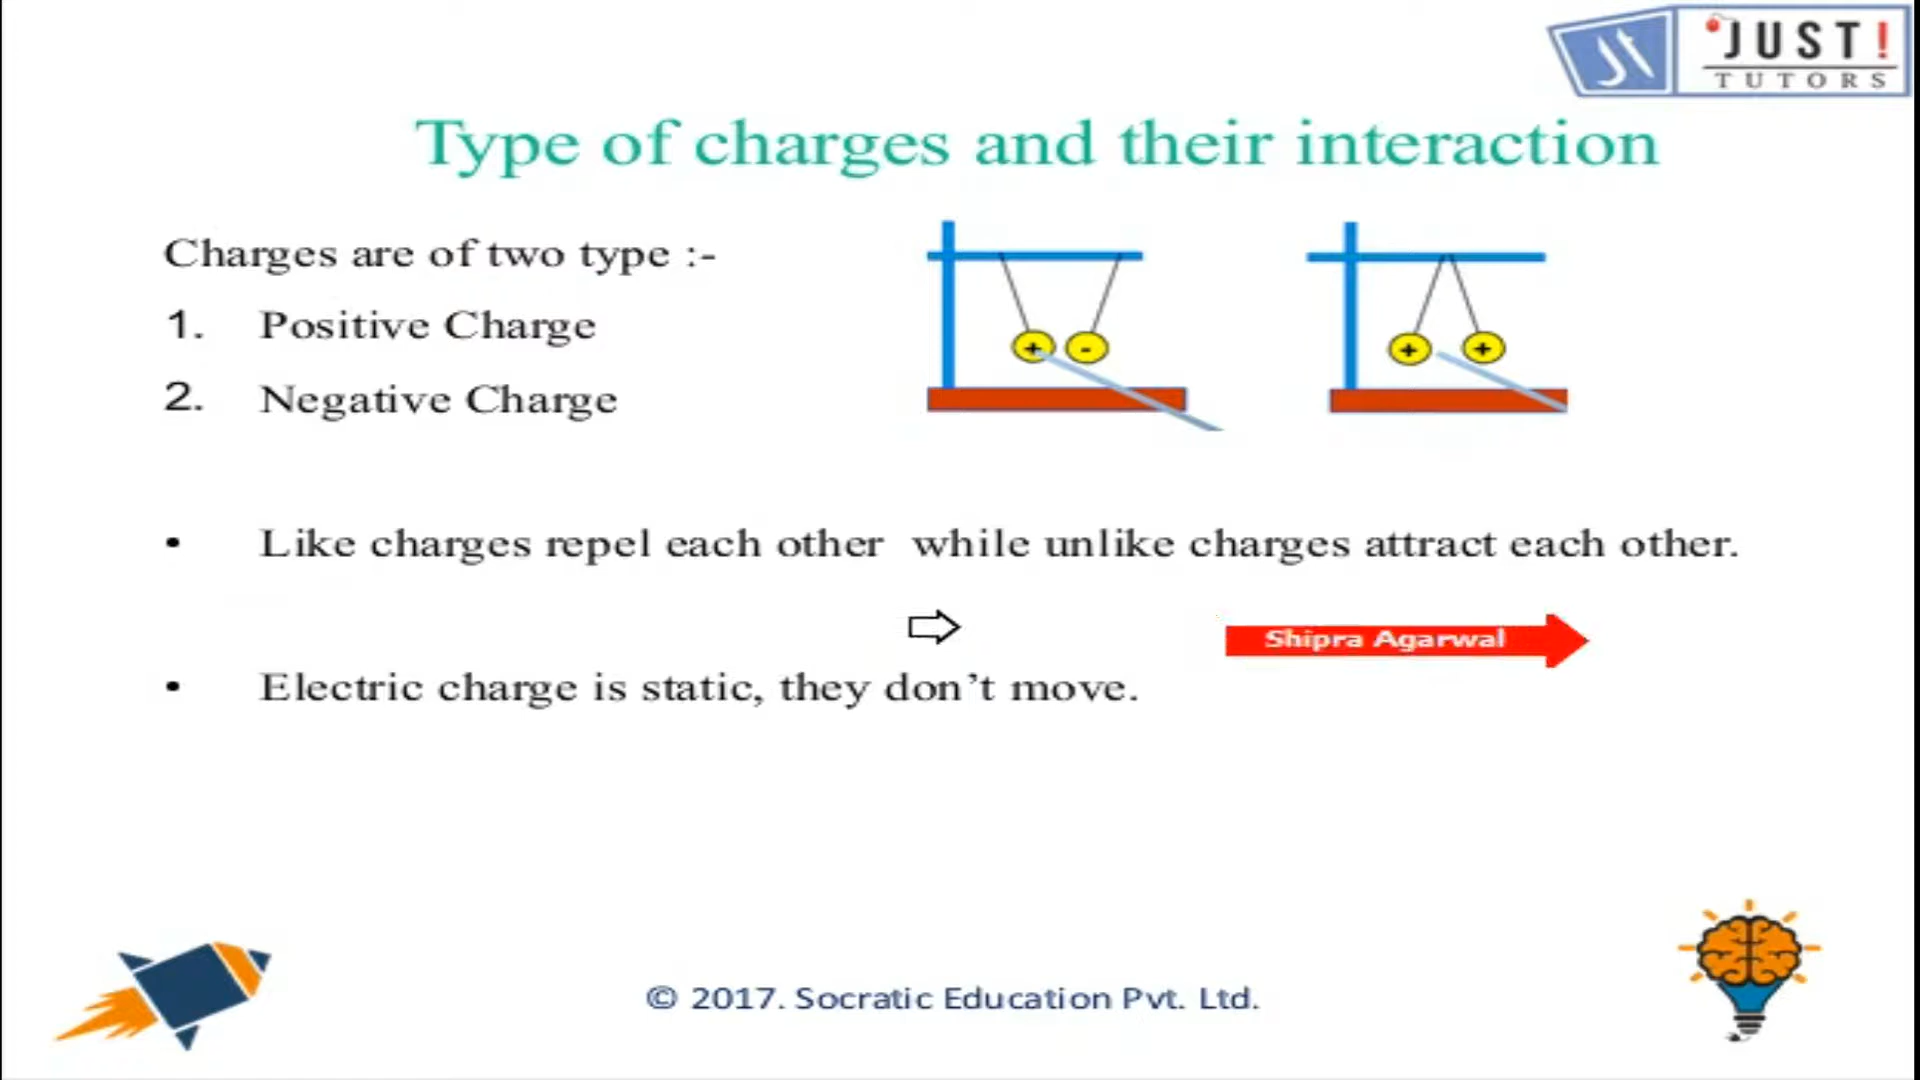 JUST!
TUTORS
Type of charges and their interaction
Charges are of two type :-
1. Positive Charge
2. Negative Charge
+ -
+ +
• Like charges repel each other while unlike charges attract each other.
Shipra Agarwal
• Electric charge is static, they don't move.
© 2017. Socratic Education Pvt. Ltd.